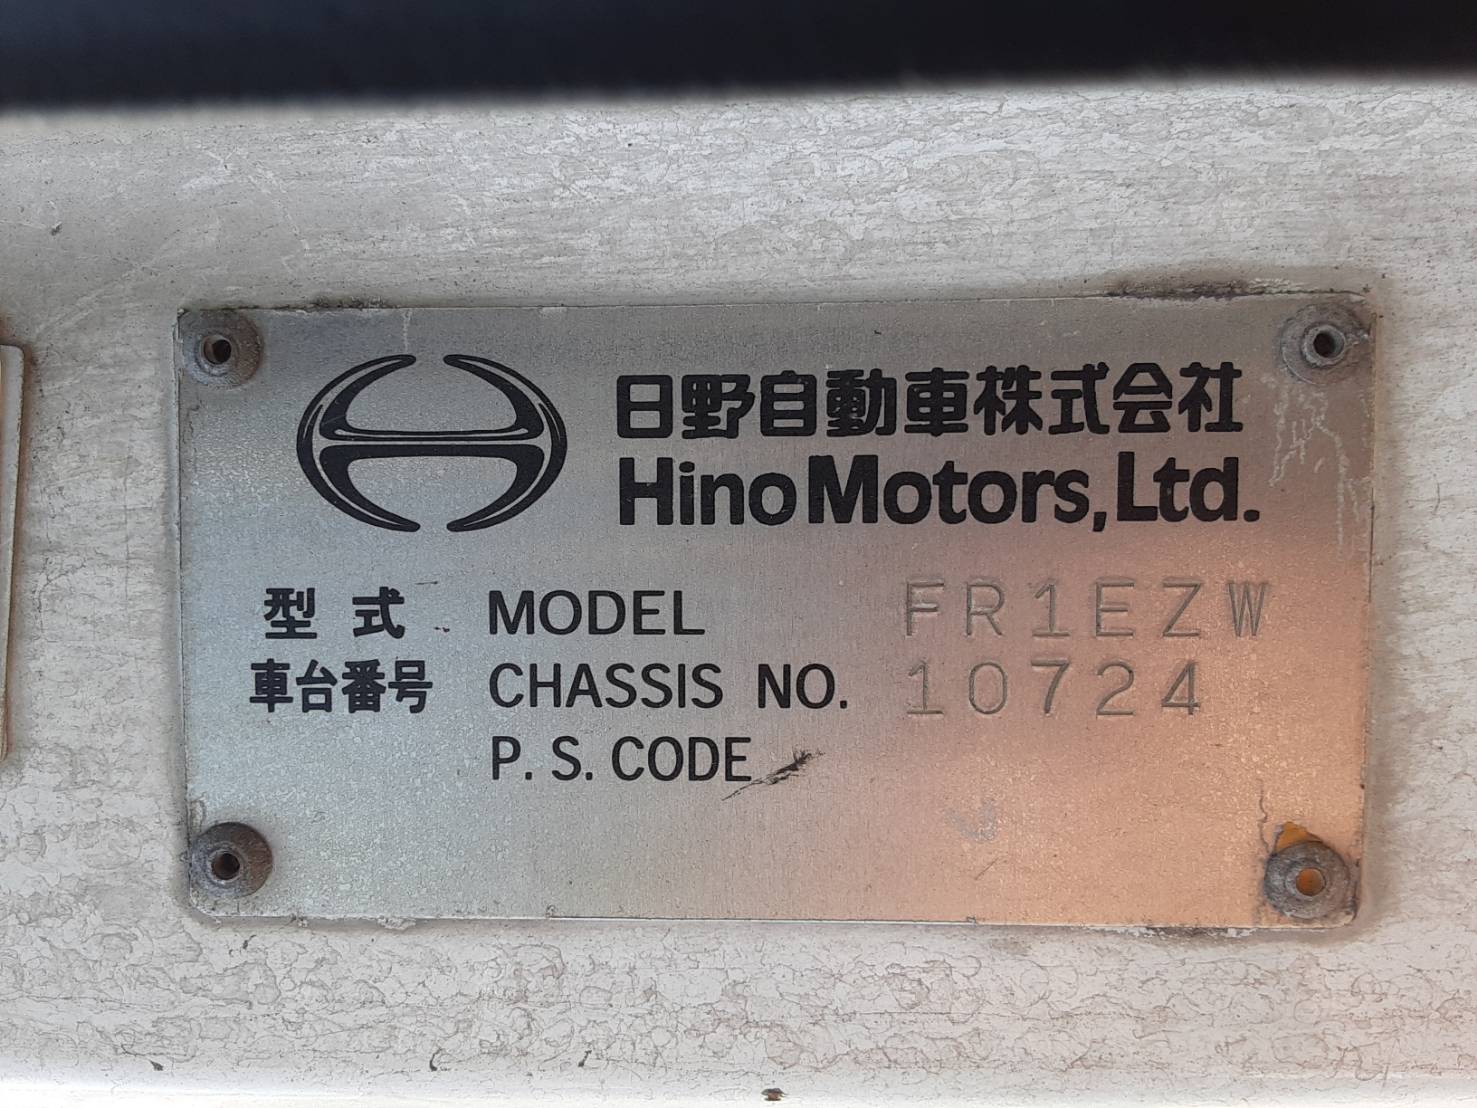 日野自動車株式会社
Hino Motors, Ltd.
型式 MODEL FR1EZW
車台番号 CHASSIS NO. 10724
P. S. CODE